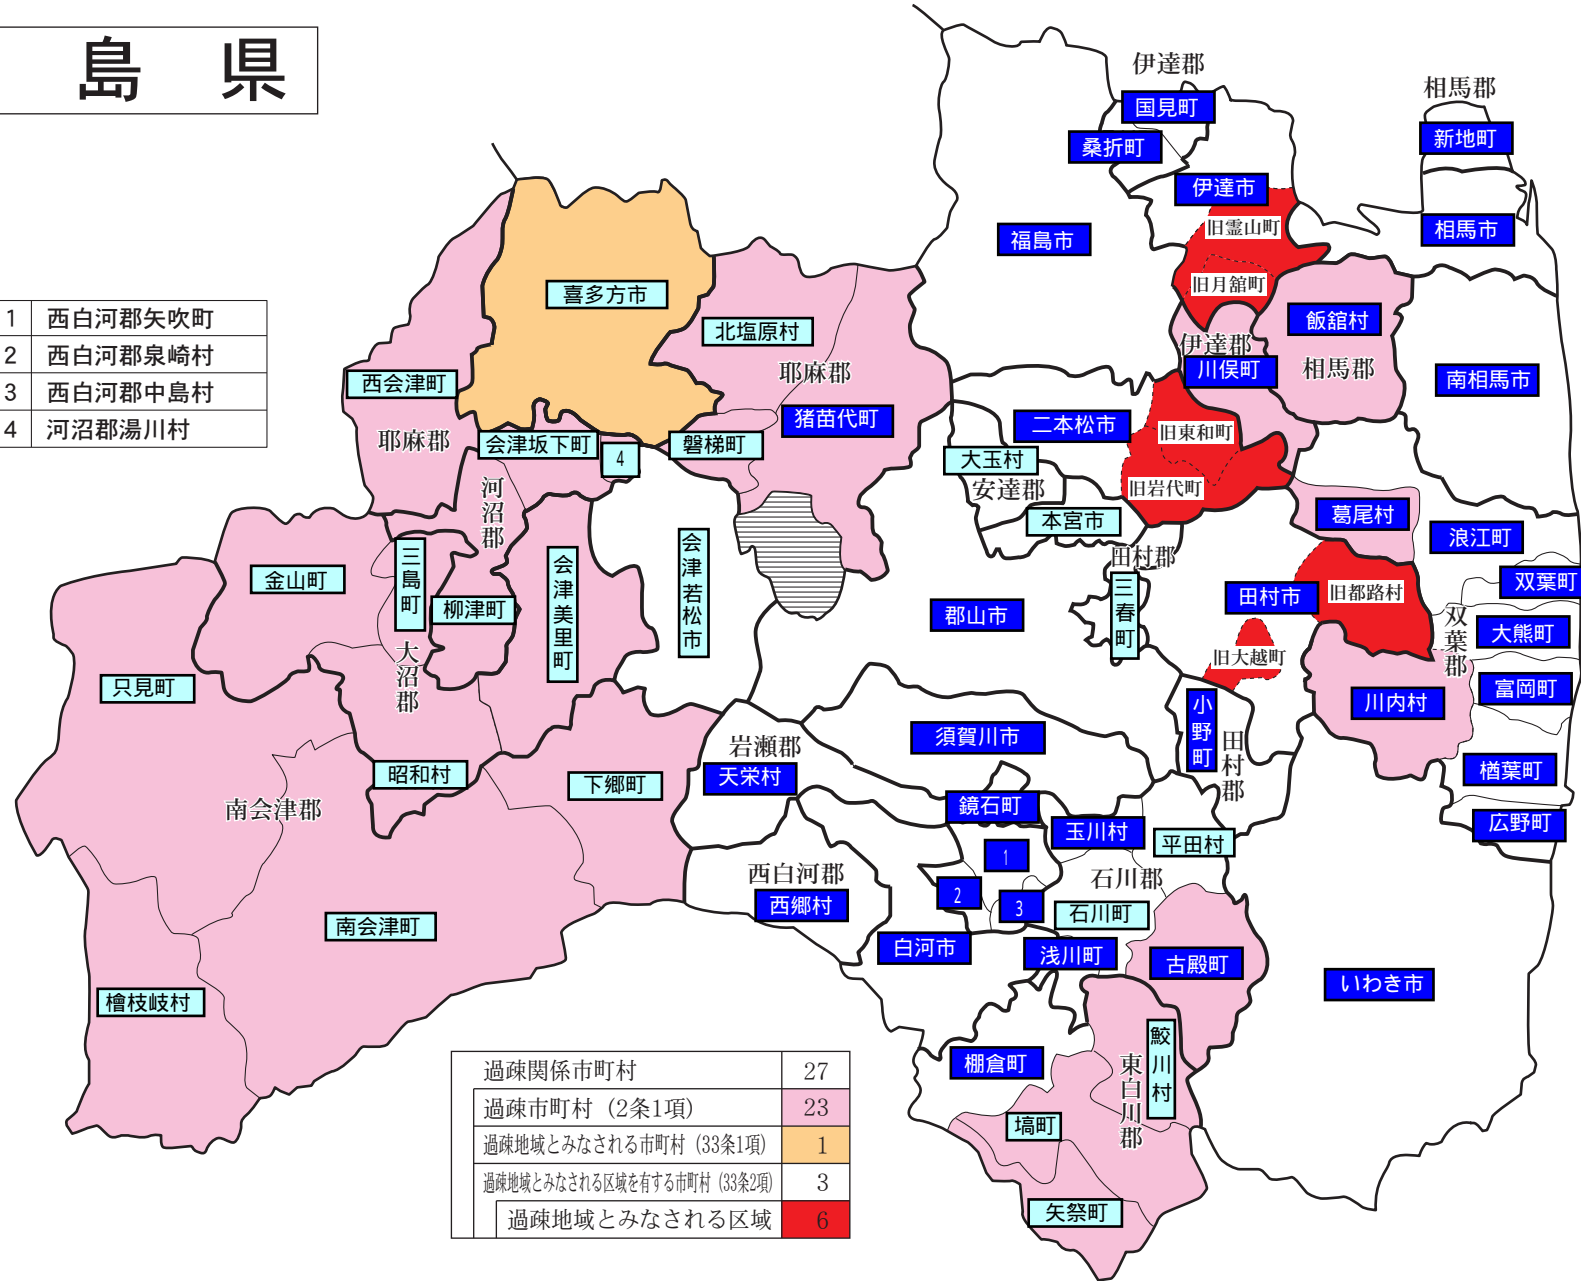 島 県
1 西白河郡矢吹町
2 西白河郡泉崎村
3 西白河郡中島村
4 河沼郡湯川村
伊達郡
国見町
桑折町
伊達市
旧霊山町
旧月舘町
福島市
相馬郡
新地町
相馬市
飯舘村
相馬郡
南相馬市
伊達郡
川俣町
喜多方市
北塩原村
耶麻郡
猪苗代町
磐梯町
西会津町
耶麻郡
会津坂下町
4
河沼郡
二本松市
旧東和町
旧岩代町
大玉村
安達郡
本宮市
葛尾村
浪江町
双葉町
大熊町
双葉郡
富岡町
川内村
楢葉町
広野町
田村郡
三春町
郡山市
田村市
旧都路村
旧大越町
小野町
田村郡
会津若松市
会津美里町
三島町
柳津町
金山町
大沼郡
只見町
昭和村
南会津郡
下郷町
南会津町
檜枝岐村
岩瀬郡
天栄村
須賀川市
鏡石町
玉川村
平田村
石川郡
石川町
1
2
3
西白河郡
西郷村
白河市
浅川町
古殿町
いわき市
棚倉町
鮫川村
東白川郡
塙町
矢祭町
過疎関係市町村 27
過疎市町村（2条1項） 23
過疎地域とみなされる市町村（33条1項） 1
過疎地域とみなされる区域を有する市町村（33条2項） 3
過疎地域とみなされる区域 6